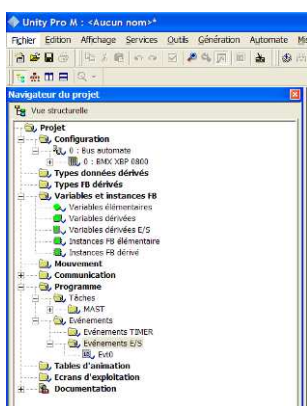 Unity Pro M : <Aucun nom>*
Fichier Edition Affichage Services Outils Génération Automate
Navigateur du projet
Vue structurelle
Projet
Configuration
0 : Bus automate
0 : BMX XBP 0800
Types données dérivés
Types FB dérivés
Variables et instances FB
Variables élémentaires
Variables dérivées
Variables dérivées E/S
Instances FB élémentaire
Instances FB dérivé
Mouvement
Communication
Programme
Tâches
MAST
Evénements
Evénements TIMER
Evénements E/S
Evt0
Tables d'animation
Ecrans d'exploitation
Documentation